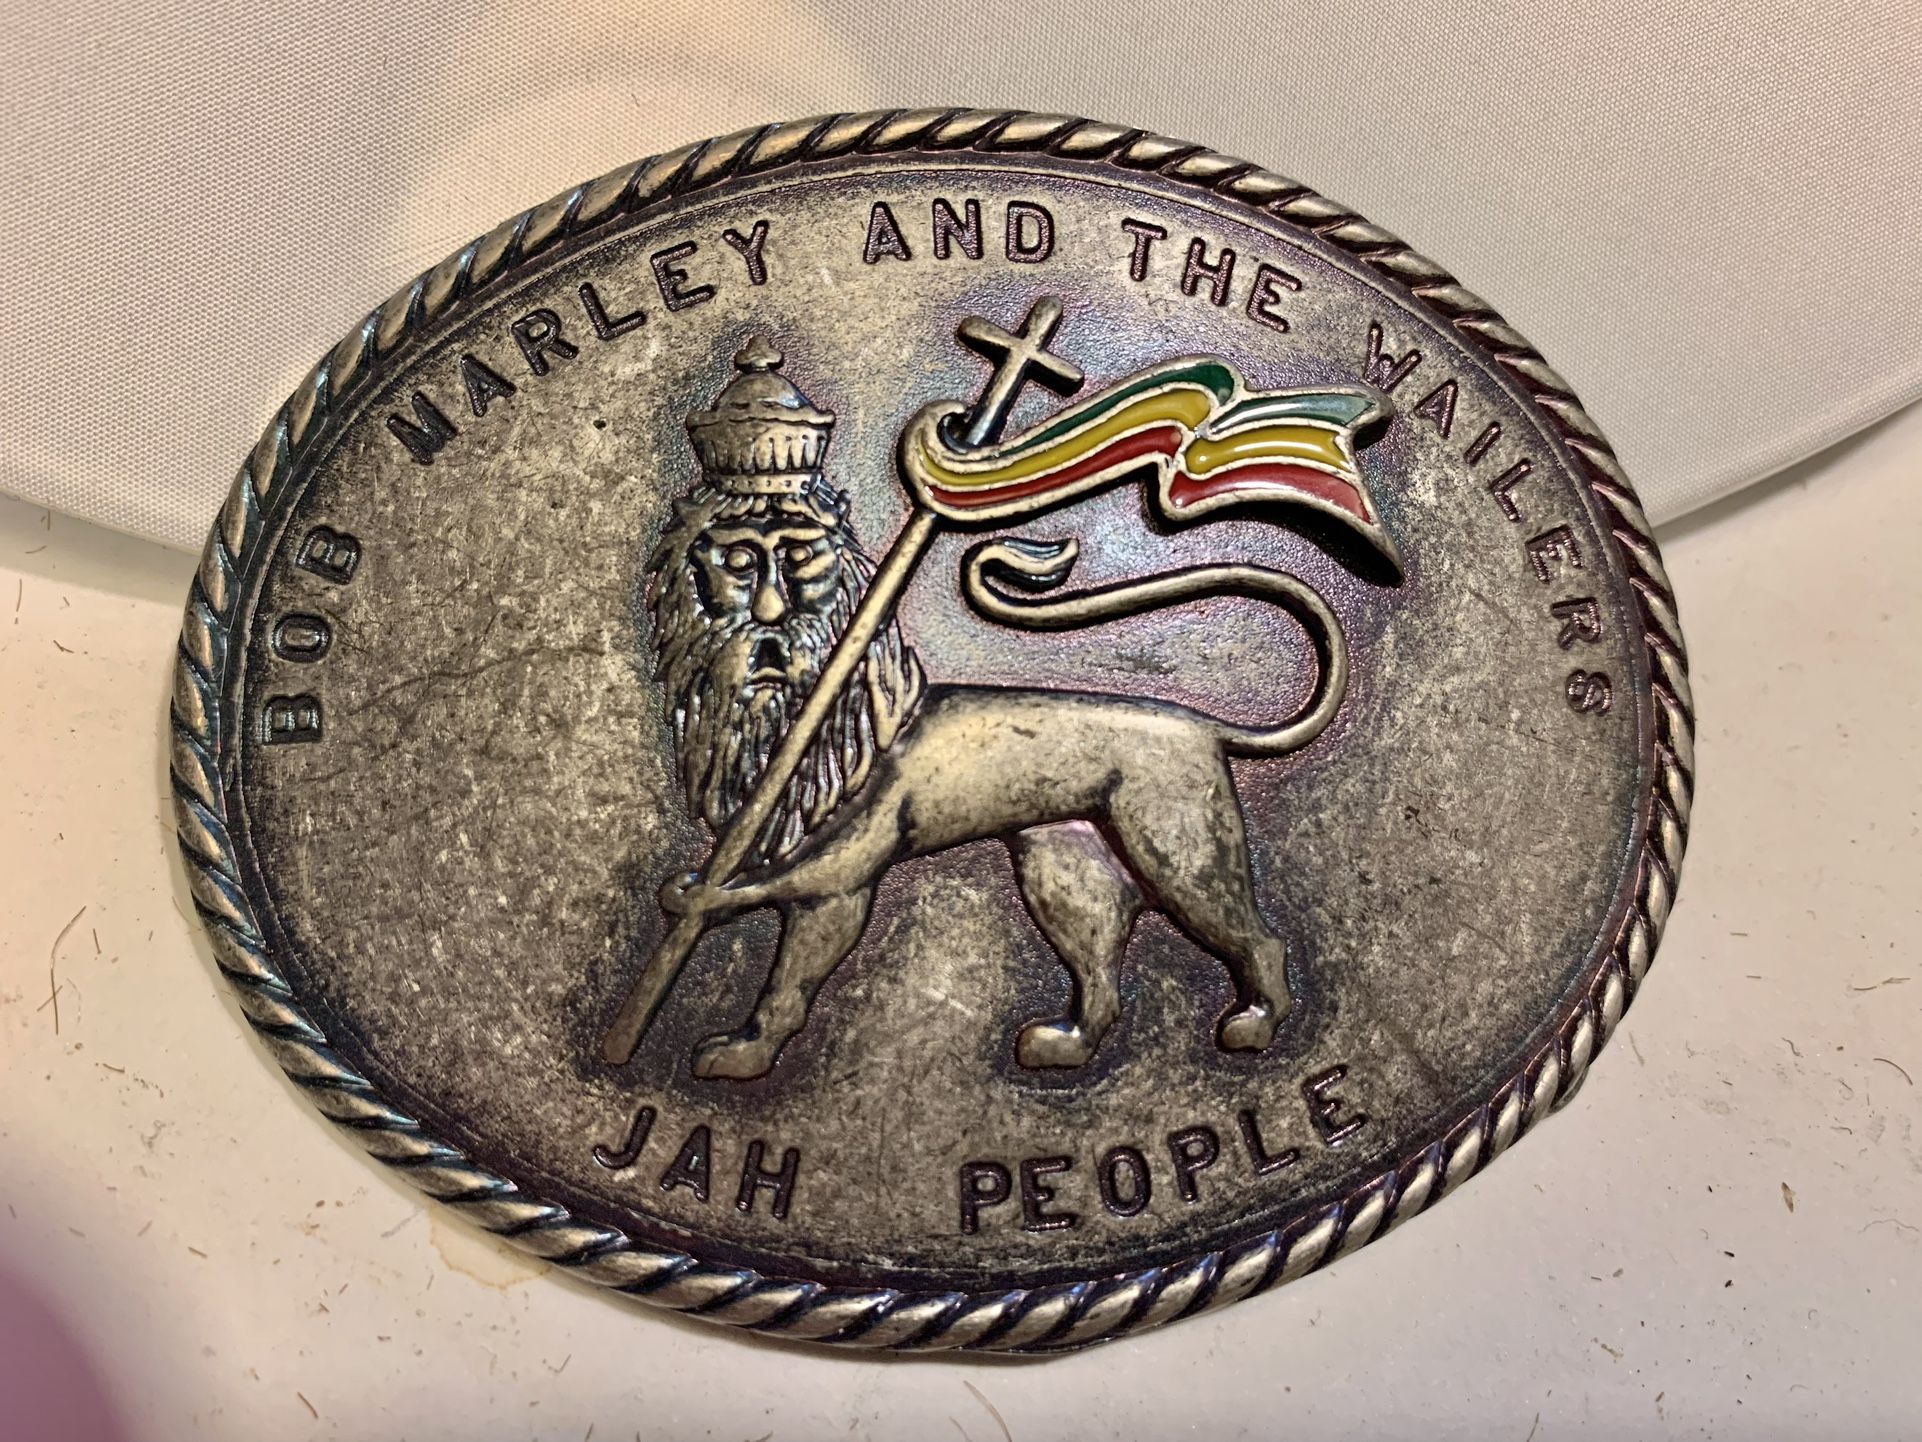 BOB MARLEY AND THE WAILERS
JAH PEOPLE